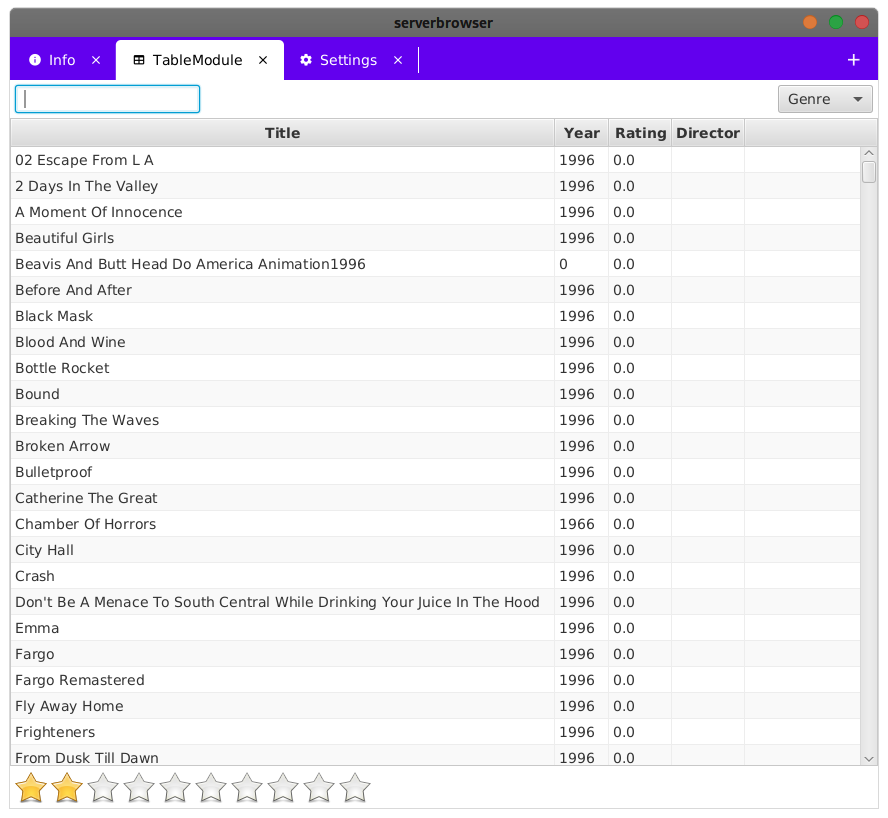 serverbrowser
Info × TableModule × Settings × +
Genre
Title Year Rating Director
02 Escape From L A 1996 0.0
2 Days In The Valley 1996 0.0
A Moment Of Innocence 1996 0.0
Beautiful Girls 1996 0.0
Beavis And Butt Head Do America Animation1996 0 0.0
Before And After 1996 0.0
Black Mask 1996 0.0
Blood And Wine 1996 0.0
Bottle Rocket 1996 0.0
Bound 1996 0.0
Breaking The Waves 1996 0.0
Broken Arrow 1996 0.0
Bulletproof 1996 0.0
Catherine The Great 1996 0.0
Chamber Of Horrors 1966 0.0
City Hall 1996 0.0
Crash 1996 0.0
Don't Be A Menace To South Central While Drinking Your Juice In The Hood 1996 0.0
Emma 1996 0.0
Fargo 1996 0.0
Fargo Remastered 1996 0.0
Fly Away Home 1996 0.0
Frighteners 1996 0.0
From Dusk Till Dawn 1996 0.0